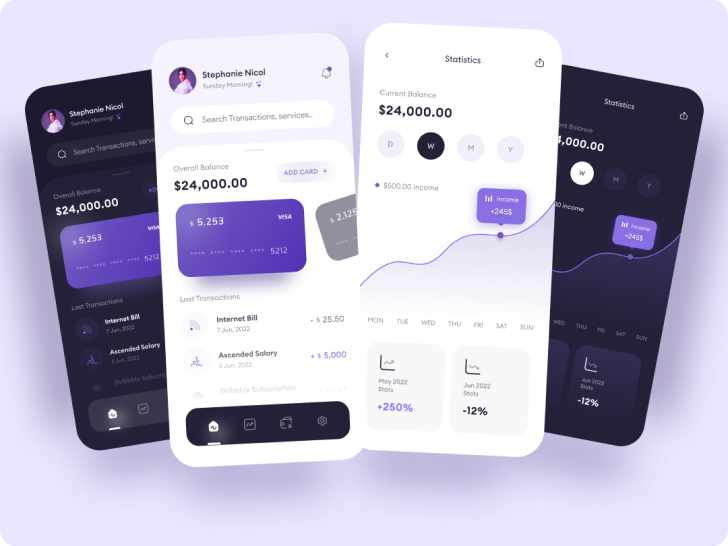 Stephanie Nicol
Sunday Morning!
Search Transactions, servic
Overall Balance
$24,000.00
$ 5,253
VISA
5212
Last Transactions
Internet Bill
7 Jun, 2022
Ascended Salary
5 Jun, 2022
Dribbble Subscription
Stephanie Nicol
Sunday Morning!
Search Transactions, services..
Overall Balance
ADD CARD +
$24,000.00
$ 5,253
VISA
5212
$ 2,125
Last Transactions
Internet Bill
7 Jun, 2022
- $ 25.50
Ascended Salary
5 Jun, 2022
+ $ 5,000
Dribbble Subscription
Statistics
Current Balance
$24,000.00
D W M Y
$500.00 income
income
+245$
MON TUE WED THU FRI SAT SUN
May 2022
Stats
+250%
Jun 2022
Stats
-12%
Statistics
Balance
,000.00
W M Y
income
income
+245$
WED THU FRI SAT SUN
Jun 2022
Stats
-12%